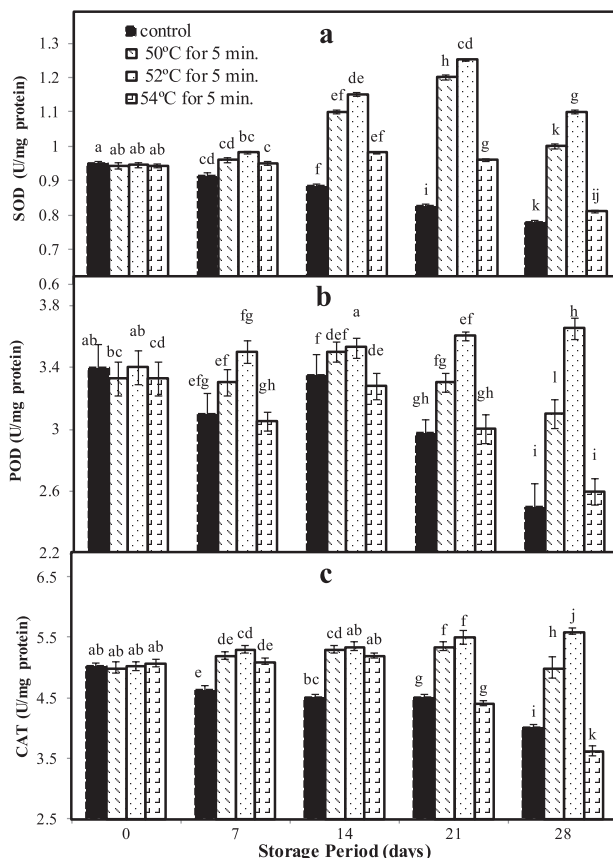 control
50ºC for 5 min.
52ºC for 5 min.
54ºC for 5 min.
a
1.3
1.2
1.1
1
0.9
0.8
0.7
0.6
SOD (U/mg protein)
a ab ab ab
cd cd bc c
f ef de ef
i h cd g
k k g ij
b
3.8
3.4
3
2.6
2.2
POD (U/mg protein)
ab bc ab cd
efg ef fg gh
f def a de
gh fg ef gh
i l h i
c
6.5
5.5
4.5
3.5
2.5
CAT (U/mg protein)
ab ab ab ab
e de cd de
bc cd ab ab
g f f g
i h j k
0 7 14 21 28
Storage Period (days)